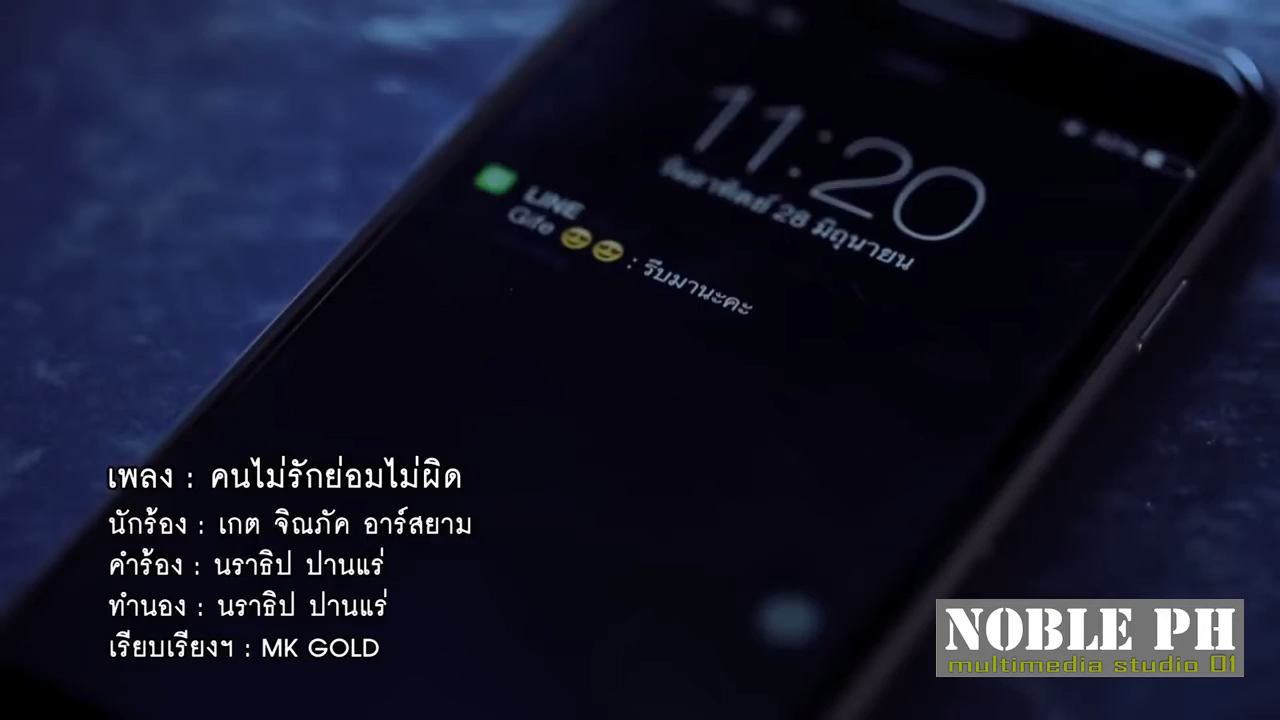 11:20
วันอาทิตย์ 28 มิถุนายน
LINE
Gife 😎😎 : รีบมานะคะ
เพลง : คนไม่รักย่อมไม่ผิด
นักร้อง : เกต จิณภัค อาร์สยาม
คำร้อง : นราธิป ปานแร่
ทำนอง : นราธิป ปานแร่
เรียบเรียงฯ : MK GOLD
NOBLE PH
multimedia studio 01